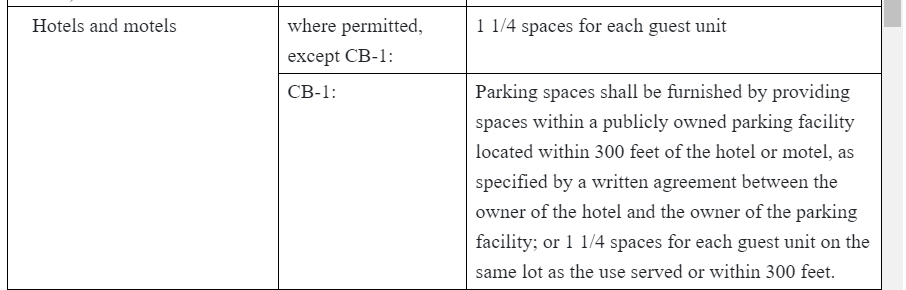 Hotels and motels
where permitted,
except CB-1:
1 1/4 spaces for each guest unit
CB-1:
Parking spaces shall be furnished by providing
spaces within a publicly owned parking facility
located within 300 feet of the hotel or motel, as
specified by a written agreement between the
owner of the hotel and the owner of the parking
facility; or 1 1/4 spaces for each guest unit on the
same lot as the use served or within 300 feet.